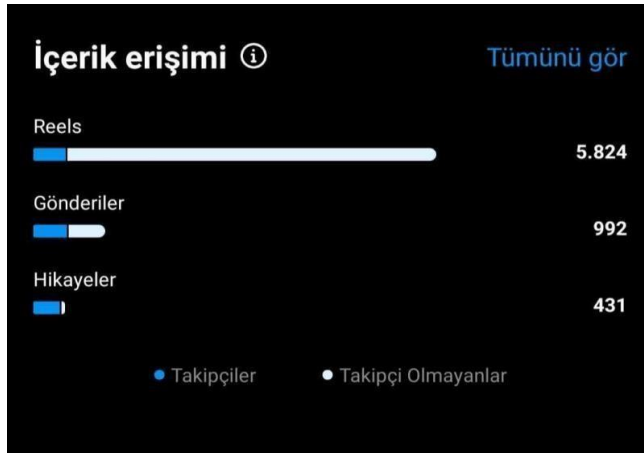 İçerik erişimi
Tümünü gör
Reels
5.824
Gönderiler
992
Hikayeler
431
Takipçiler
Takipçi Olmayanlar